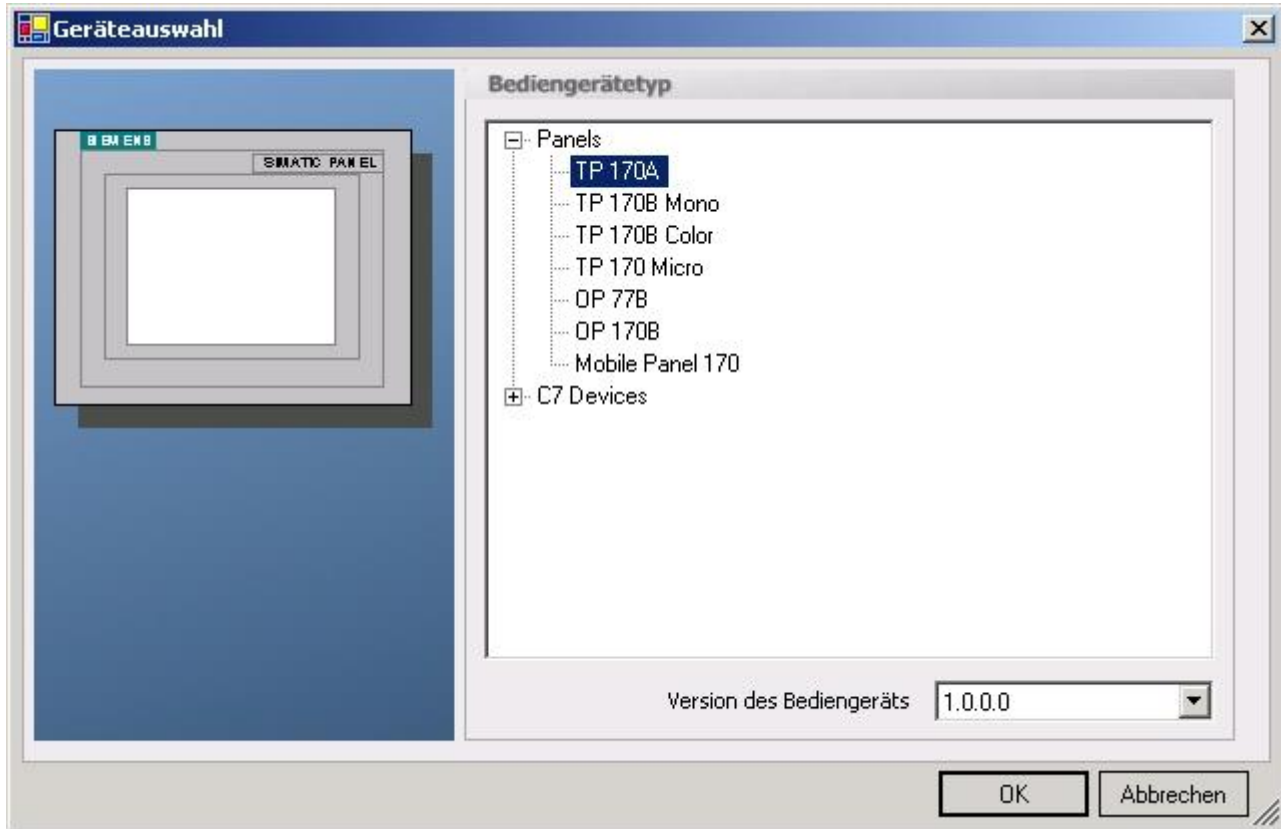 Geräteauswahl
SIEMENS
SIMATIC PANEL
Bediengerätetyp
Panels
TP 170A
TP 170B Mono
TP 170B Color
TP 170 Micro
OP 77B
OP 170B
Mobile Panel 170
C7 Devices
Version des Bediengeräts 1.0.0.0
OK Abbrechen